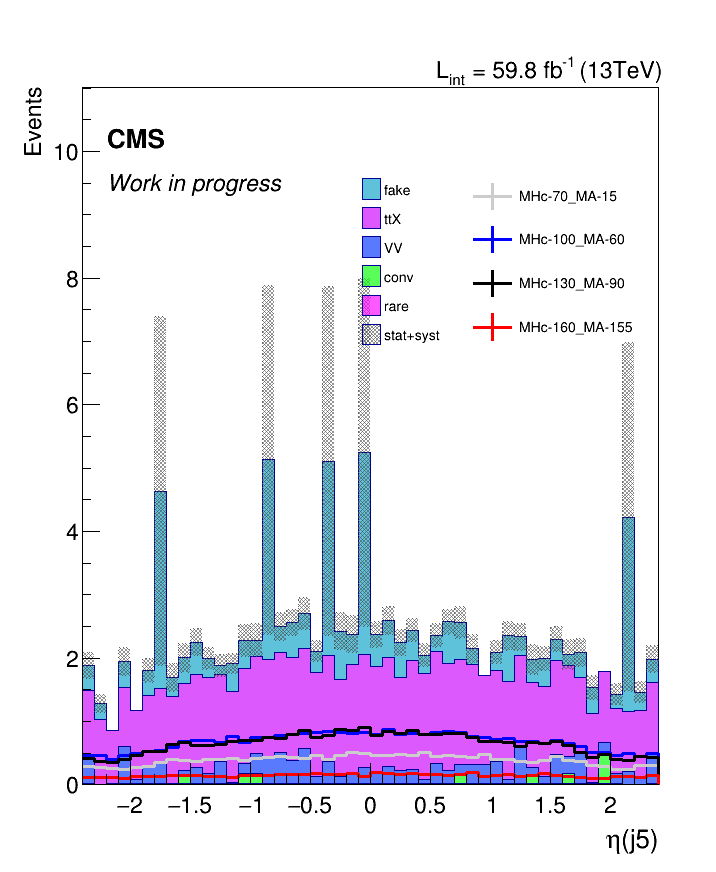 L_int = 59.8 fb^-1 (13TeV)
Events
CMS
Work in progress
fake
ttX
VV
conv
rare
stat+syst
MHc-70_MA-15
MHc-100_MA-60
MHc-130_MA-90
MHc-160_MA-155
10
8
6
4
2
0
−2 −1.5 −1 −0.5 0 0.5 1 1.5 2
η(j5)